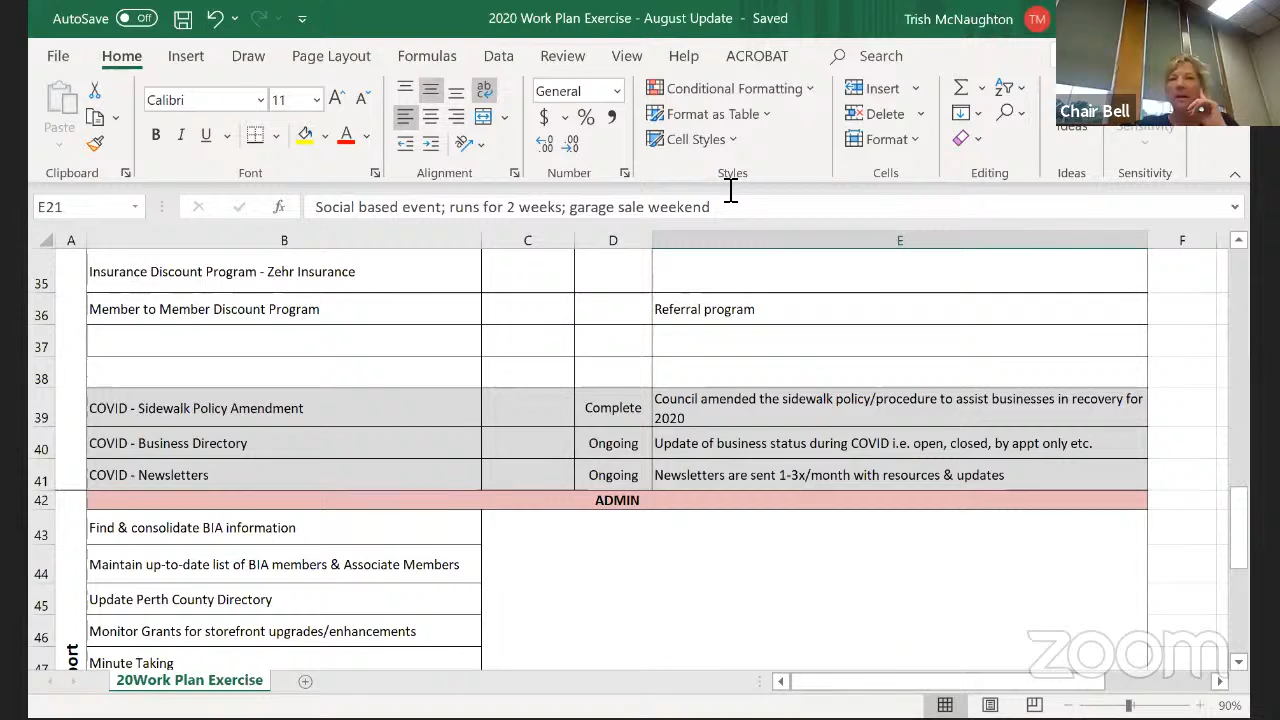 AutoSave Off 2020 Work Plan Exercise - August Update - Saved Trish McNaughton TM
File Home Insert Draw Page Layout Formulas Data Review View Help ACROBAT Search
Chair Bell
Paste
Calibri 11
B I U
General
$ %
Conditional Formatting
Format as Table
Cell Styles
Insert
Delete
Format
Ideas
Sensitivity
Clipboard Font Alignment Number Styles Cells Editing Ideas Sensitivity
E21 fx Social based event; runs for 2 weeks; garage sale weekend
A B C D E F
35 Insurance Discount Program - Zehr Insurance
36 Member to Member Discount Program Referral program
37
38
39 COVID - Sidewalk Policy Amendment Complete Council amended the sidewalk policy/procedure to assist businesses in recovery for
2020
40 COVID - Business Directory Ongoing Update of business status during COVID i.e. open, closed, by appt only etc.
41 COVID - Newsletters Ongoing Newsletters are sent 1-3x/month with resources & updates
42 ADMIN
43 Find & consolidate BIA information
44 Maintain up-to-date list of BIA members & Associate Members
45 Update Perth County Directory
46 Monitor Grants for storefront upgrades/enhancements
47 Minute Taking
20Work Plan Exercise
zoom
90%